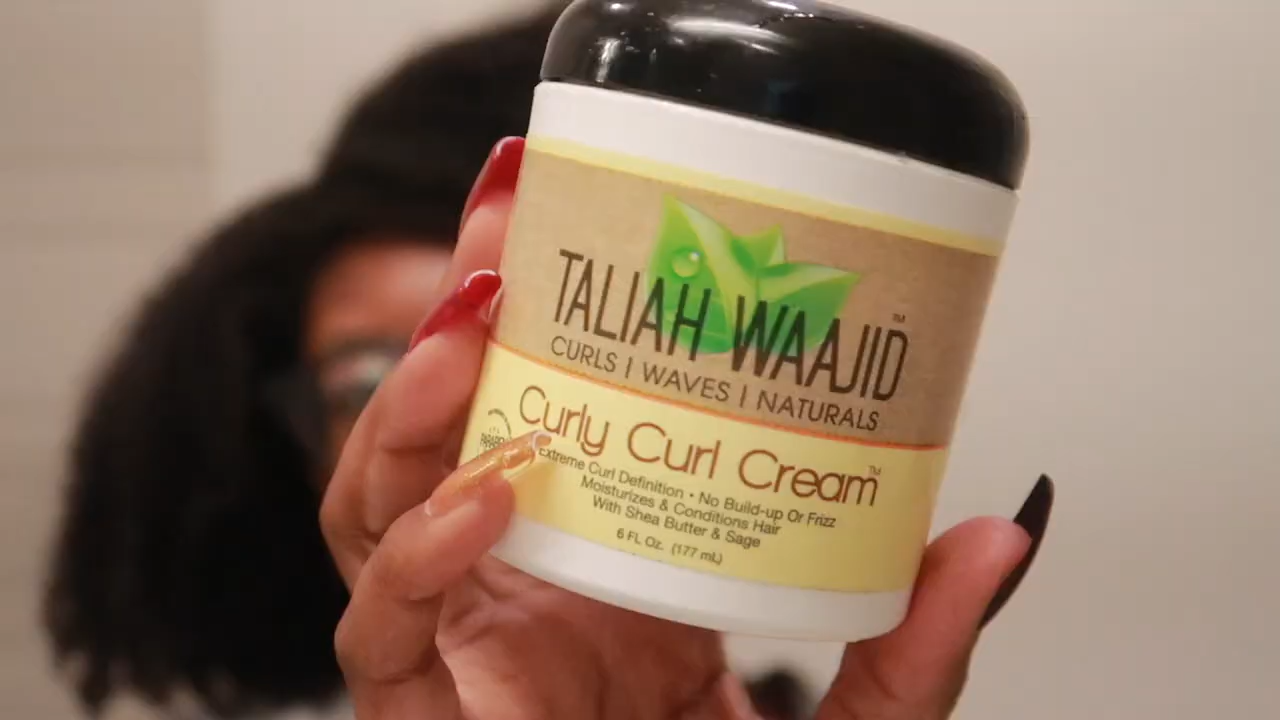 TALIAH WAAJID™
CURLS | WAVES | NATURALS
Curly Curl Cream™
Extreme Curl Definition • No Build-up Or Frizz
Moisturizes & Conditions Hair
With Shea Butter & Sage
6 FL Oz. (177 mL)